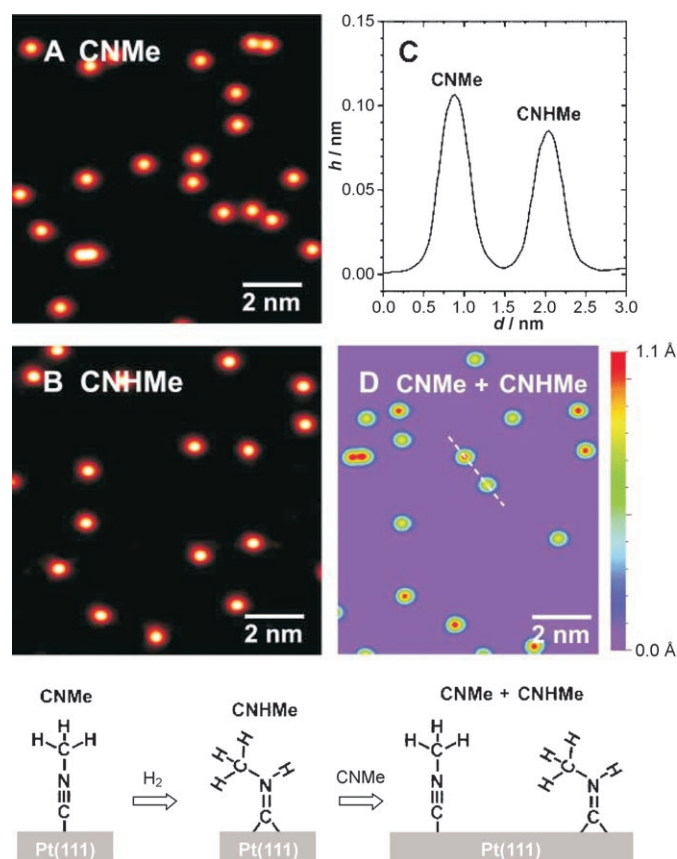 A CNMe
2 nm
C
CNMe
CNHMe
h / nm
0.15
0.10
0.05
0.00
0.0 0.5 1.0 1.5 2.0 2.5 3.0
d / nm
B CNHMe
2 nm
D CNMe + CNHMe
2 nm
1.1 Å
0.0 Å
CNMe
H
H C H
N
C
Pt(111)
H₂
CNHMe
H
H C H
H N
C
Pt(111)
CNMe
CNMe + CNHMe
H
H C H
N
C
H
H C H
H N
C
Pt(111)